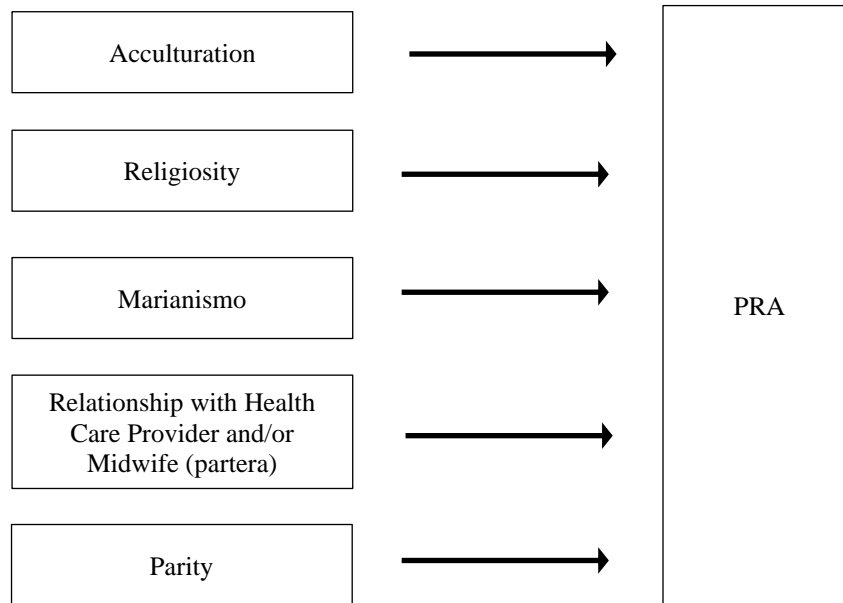 Acculturation
Religiosity
Marianismo
PRA
Relationship with Health
Care Provider and/or
Midwife (partera)
Parity